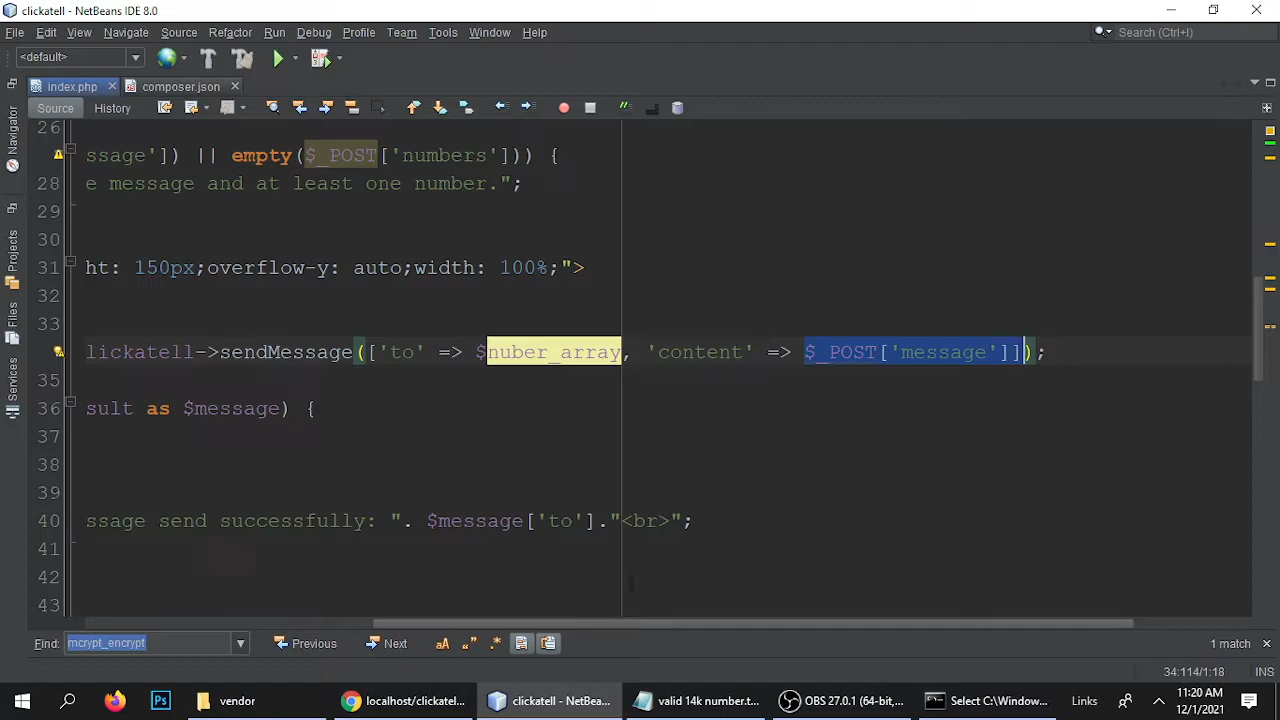 clickatell - NetBeans IDE 8.0
File Edit View Navigate Source Refactor Run Debug Profile Team Tools Window Help
Search (Ctrl+I)
<default>
index.php composer.json
Source History
Navigator
Projects
Files
Services
26
ssage']) || empty($_POST['numbers'])) {
28 e message and at least one number.";
29
30
31 ht: 150px;overflow-y: auto;width: 100%;">
32
33
lickatell->sendMessage(['to' => $nuber_array, 'content' => $_POST['message']]);
35
36 sult as $message) {
37
38
39
40 ssage send successfully: ". $message['to']."<br>";
41
42
43
Find: mcrypt_encrypt Previous Next 1 match
34:114/1:18 INS
vendor
localhost/clickatel...
clickatell - NetBea...
valid 14k number.t...
OBS 27.0.1 (64-bit,...
Select C:\Window...
Links
11:20 AM
12/1/2021